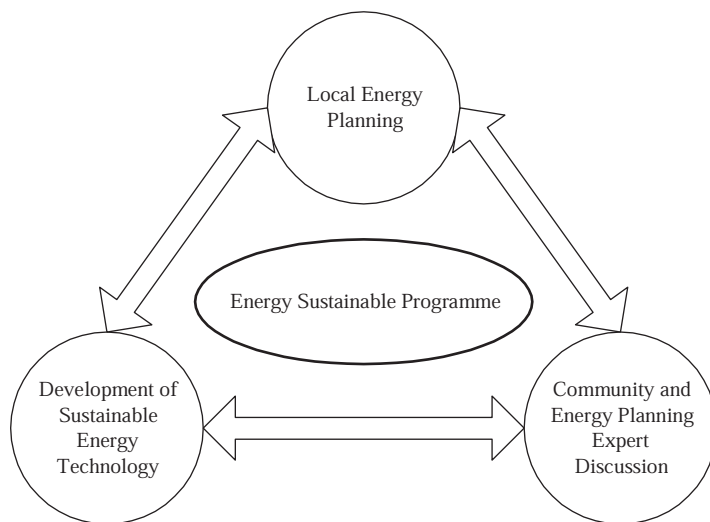 Local Energy
Planning
Energy Sustainable Programme
Development of
Sustainable
Energy
Technology
Community and
Energy Planning
Expert
Discussion